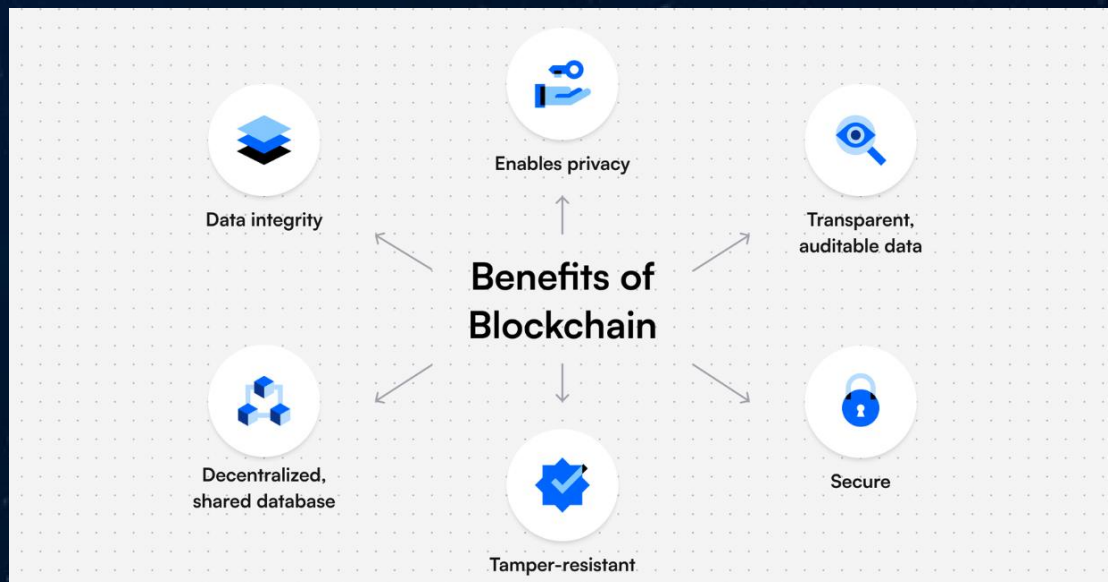 Enables privacy
Data integrity
Transparent,
auditable data
Benefits of
Blockchain
Decentralized,
shared database
Secure
Tamper-resistant